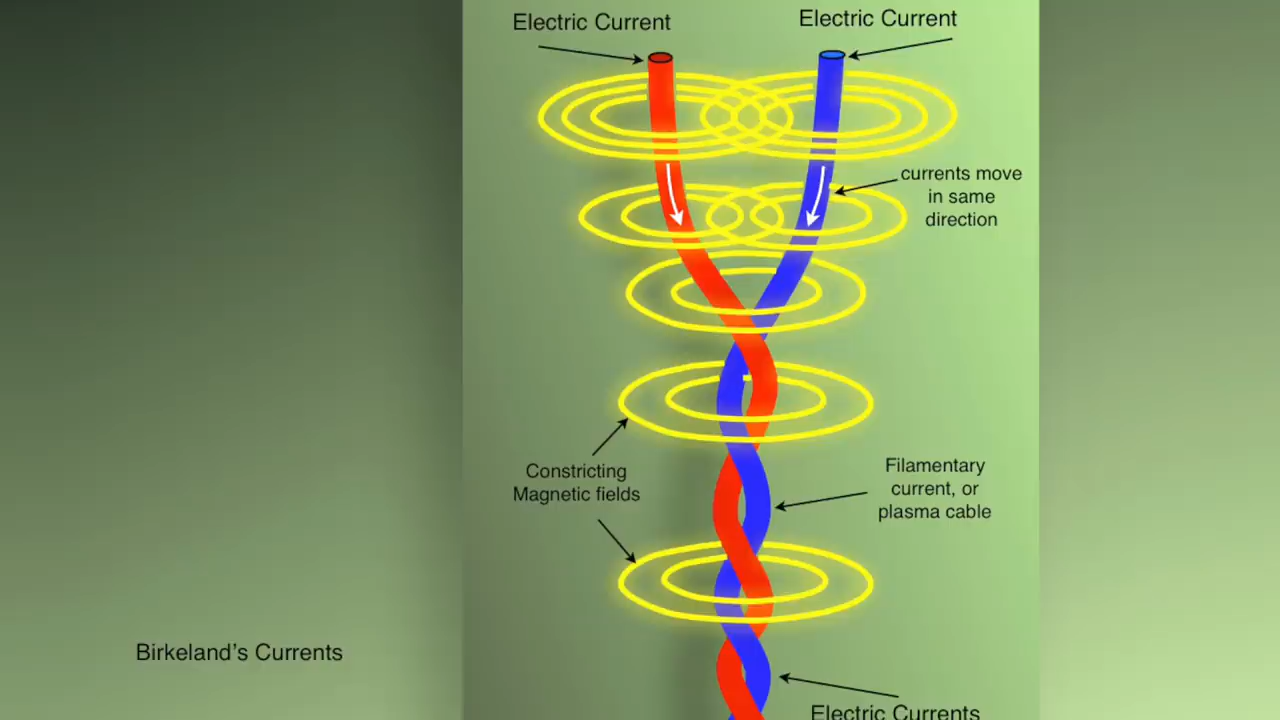 Electric Current
Electric Current
currents move
in same
direction
Constricting
Magnetic fields
Filamentary
current, or
plasma cable
Birkeland’s Currents
Electric Currents